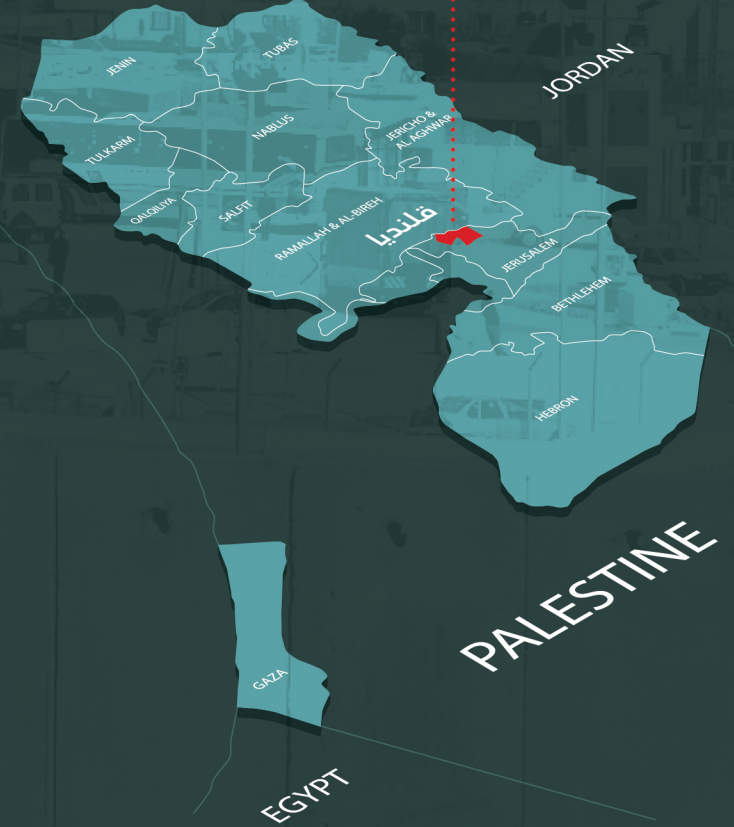 TUBAS
JENIN
JORDAN
NABLUS
JERICHO &
AL AGHWAR
TULKARM
QALQILIYA
SALFIT
RAMALLAH & AL-BIREH
قلنديا
JERUSALEM
BETHLEHEM
HEBRON
PALESTINE
GAZA
EGYPT